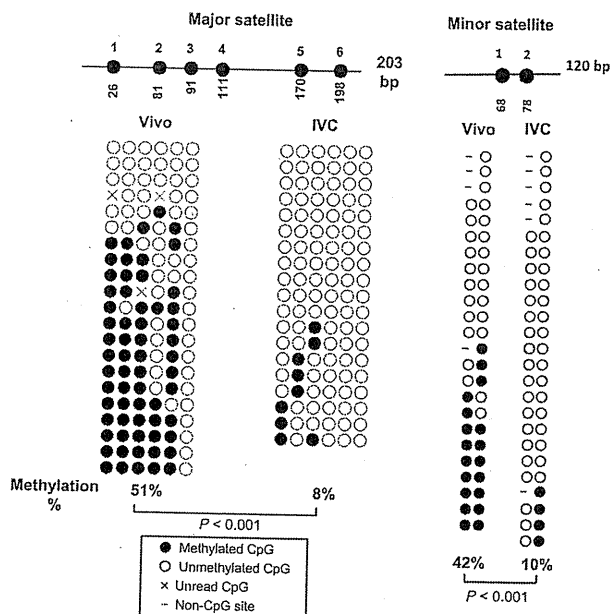 Major satellite
1 2 3 4 5 6
203 bp
26 81 91 111 170 198
Vivo IVC
Minor satellite
1 2
120 bp
68 78
Vivo IVC
Methylation %
51% 8%
P < 0.001
42% 10%
P < 0.001
Methylated CpG
Unmethylated CpG
× Unread CpG
- Non-CpG site